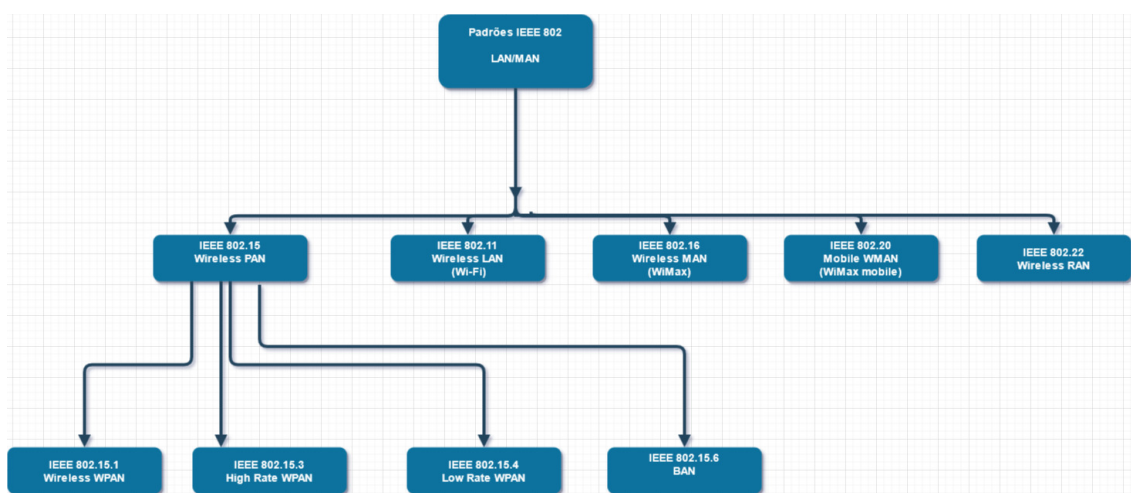 Padrões IEEE 802
LAN/MAN
IEEE 802.15
Wireless PAN
IEEE 802.11
Wireless LAN
(Wi-Fi)
IEEE 802.16
Wireless MAN
(WiMax)
IEEE 802.20
Mobile WMAN
(WiMax mobile)
IEEE 802.22
Wireless RAN
IEEE 802.15.1
Wireless WPAN
IEEE 802.15.3
High Rate WPAN
IEEE 802.15.4
Low Rate WPAN
IEEE 802.15.6
BAN